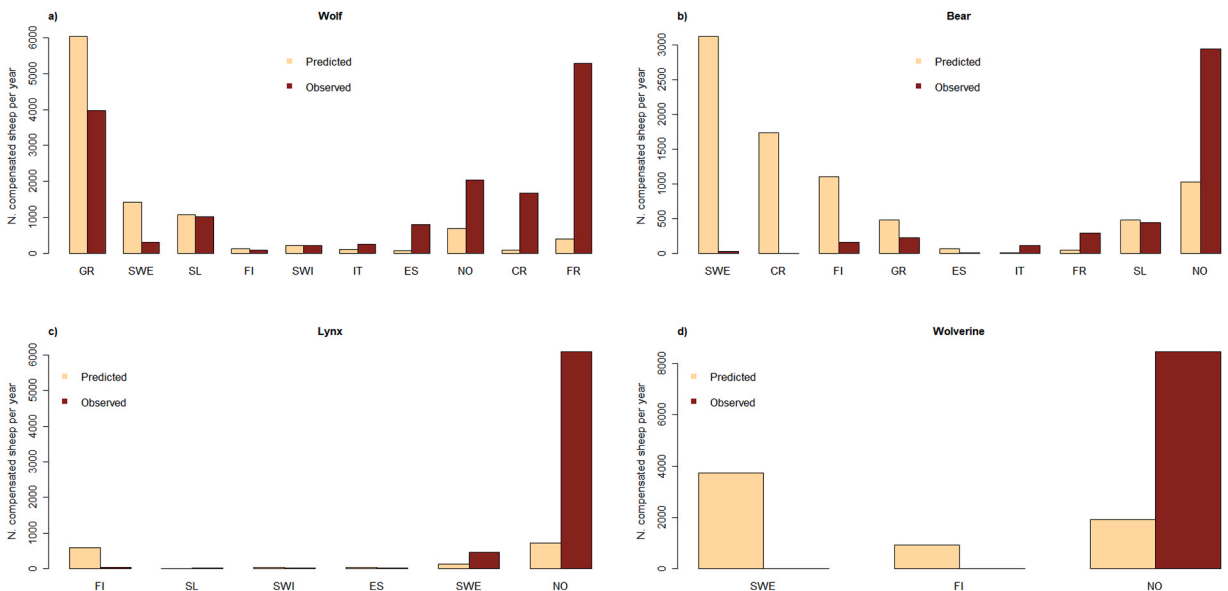 a) Wolf
N. compensated sheep per year
0 1000 2000 3000 4000 5000 6000
Predicted
Observed
GR SWE SL FI SWI IT ES NO CR FR
b) Bear
N. compensated sheep per year
0 500 1000 1500 2000 2500 3000
Predicted
Observed
SWE CR FI GR ES IT FR SL NO
c) Lynx
N. compensated sheep per year
0 1000 2000 3000 4000 5000 6000
Predicted
Observed
FI SL SWI ES SWE NO
d) Wolverine
N. compensated sheep per year
0 2000 4000 6000 8000
Predicted
Observed
SWE FI NO